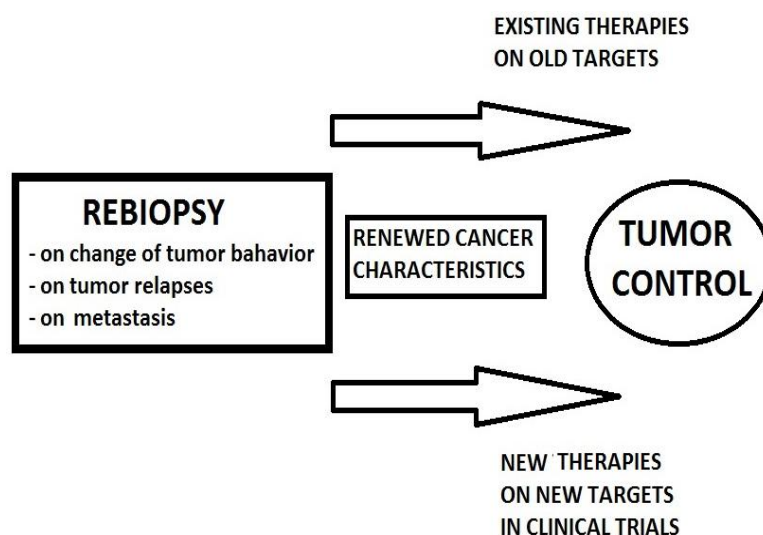 EXISTING THERAPIES
ON OLD TARGETS
REBIOPSY
- on change of tumor bahavior
- on tumor relapses
- on metastasis
RENEWED CANCER
CHARACTERISTICS
TUMOR
CONTROL
NEW THERAPIES
ON NEW TARGETS
IN CLINICAL TRIALS